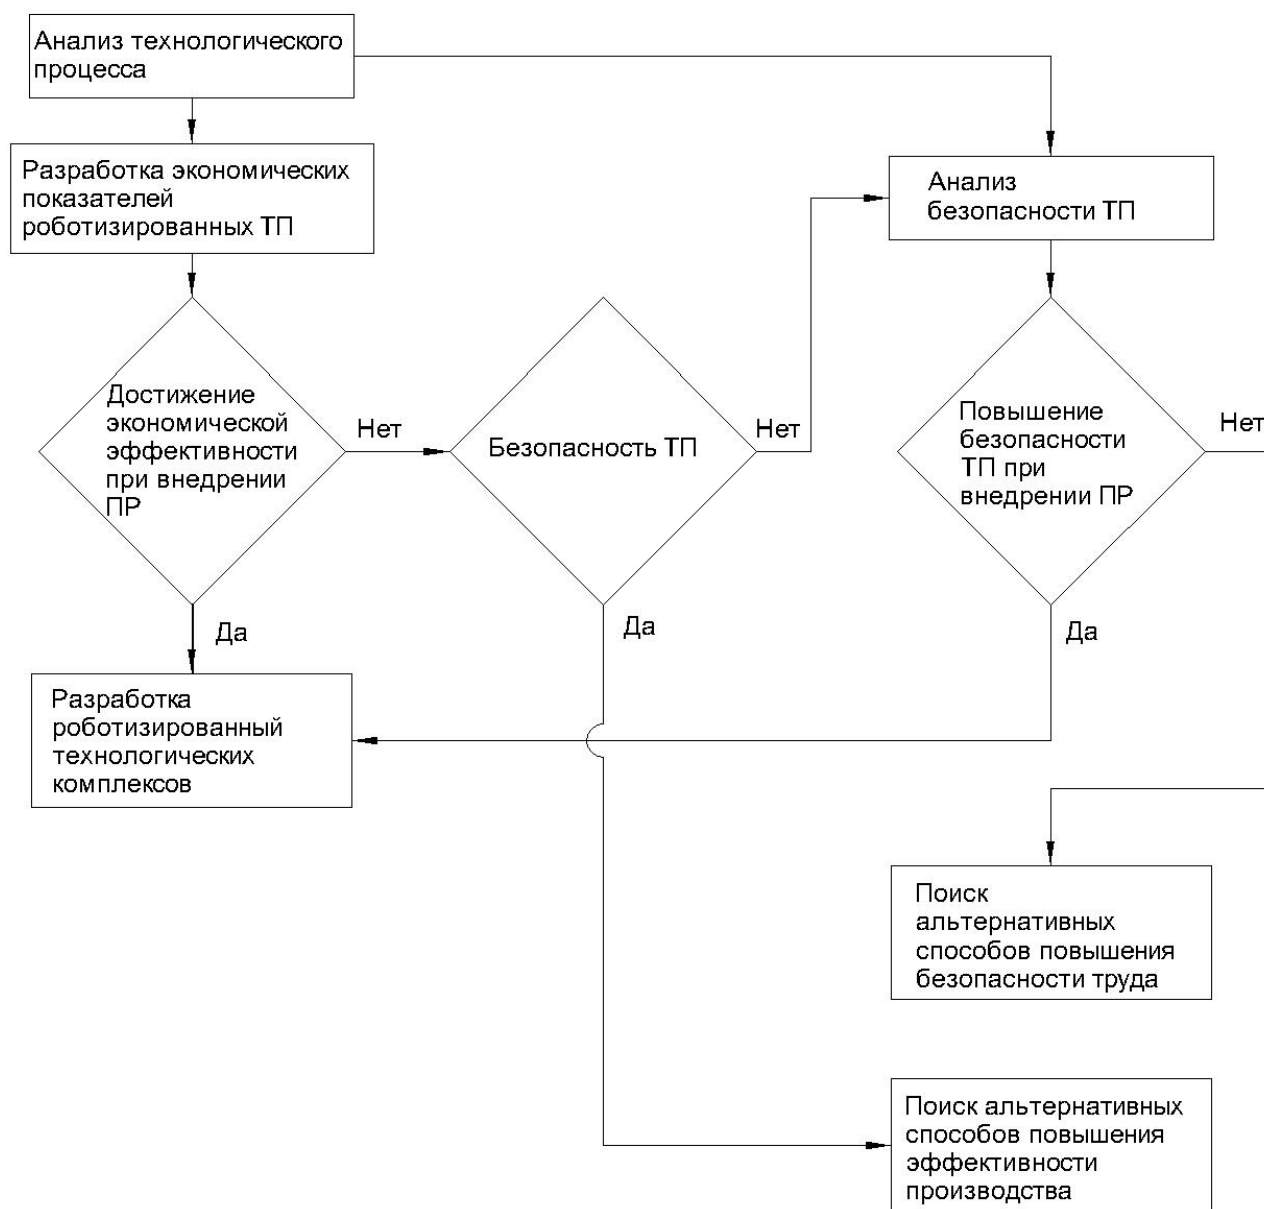 Анализ технологического
процесса
Разработка экономических
показателей
роботизированных ТП
Анализ
безопасности ТП
Достижение
экономической
эффективности
при внедрении
ПР
Нет
Безопасность ТП
Нет
Повышение
безопасности
ТП при
внедрении ПР
Нет
Да
Да
Да
Разработка
роботизированный
технологических
комплексов
Поиск
альтернативных
способов повышения
безопасности труда
Поиск альтернативных
способов повышения
эффективности
производства